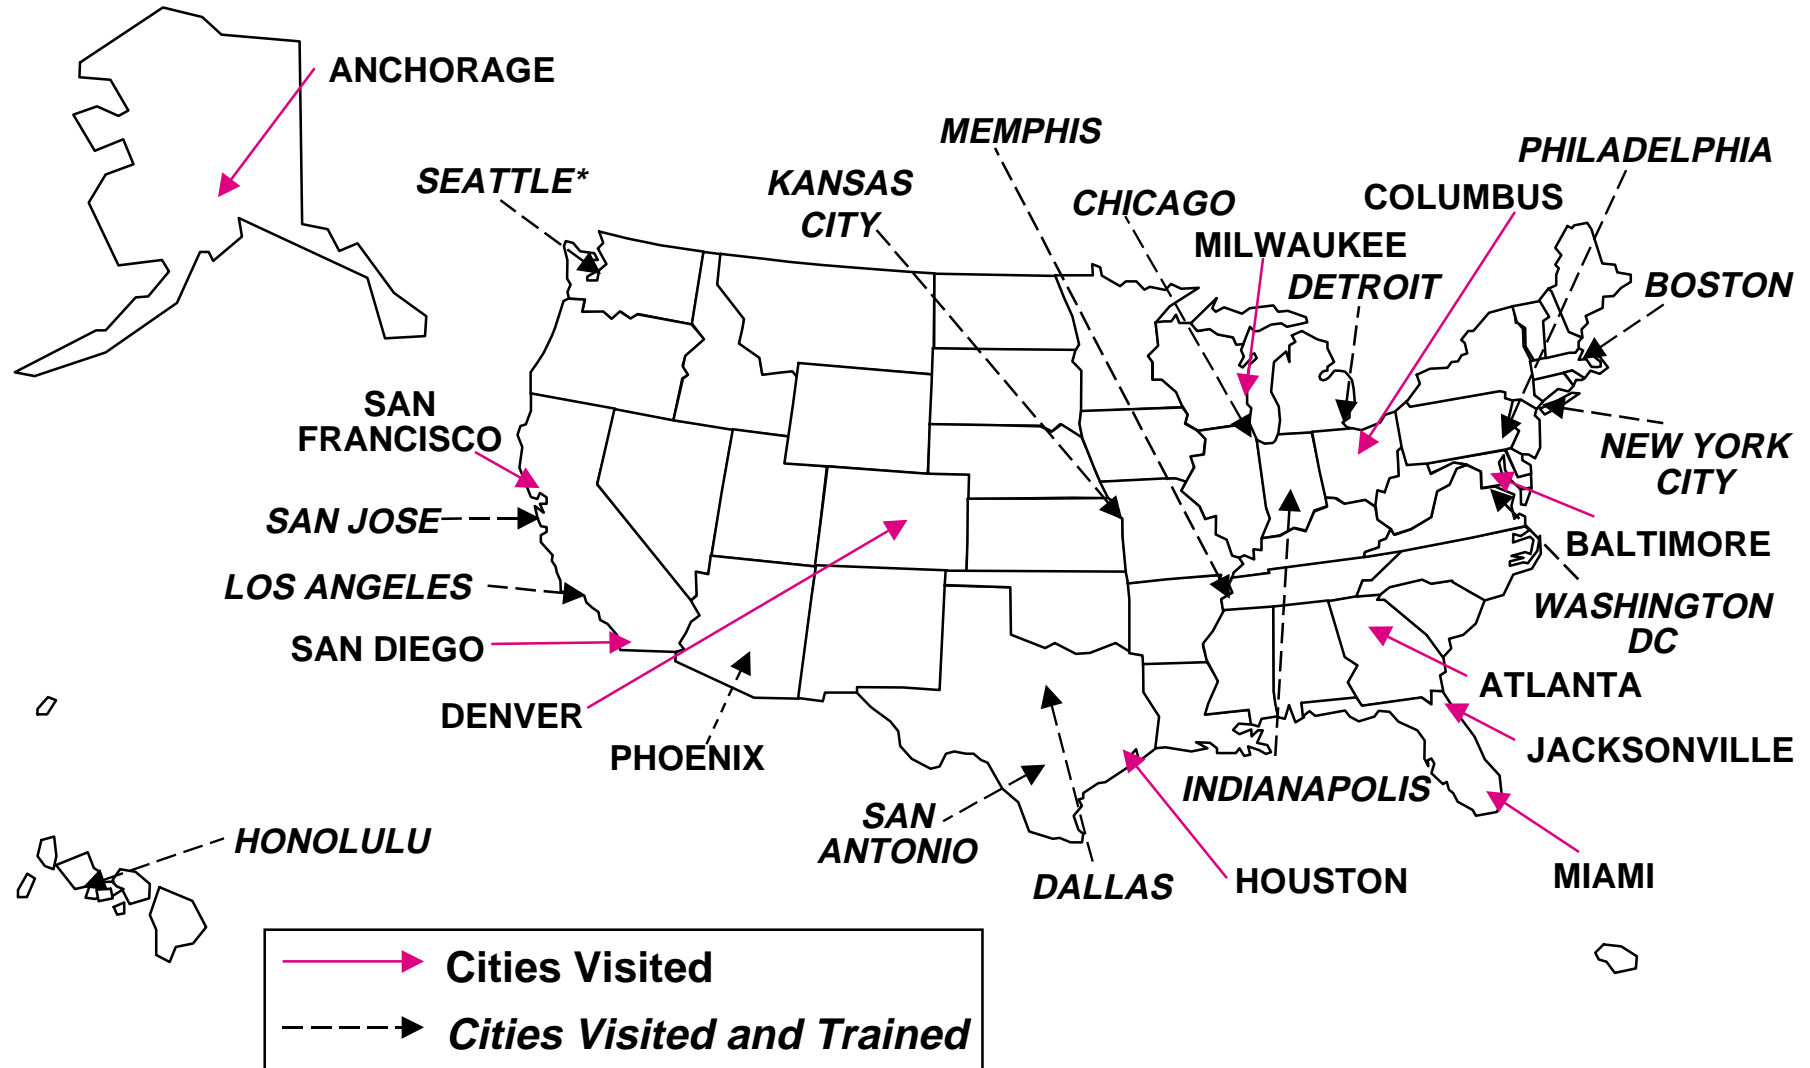 ANCHORAGE
MEMPHIS
PHILADELPHIA
SEATTLE*
KANSAS
CITY
CHICAGO
COLUMBUS
MILWAUKEE
DETROIT
BOSTON
SAN
FRANCISCO
NEW YORK
CITY
SAN JOSE
BALTIMORE
LOS ANGELES
WASHINGTON
DC
SAN DIEGO
ATLANTA
DENVER
PHOENIX
JACKSONVILLE
INDIANAPOLIS
SAN
ANTONIO
HONOLULU
DALLAS
HOUSTON
MIAMI
Cities Visited
Cities Visited and Trained